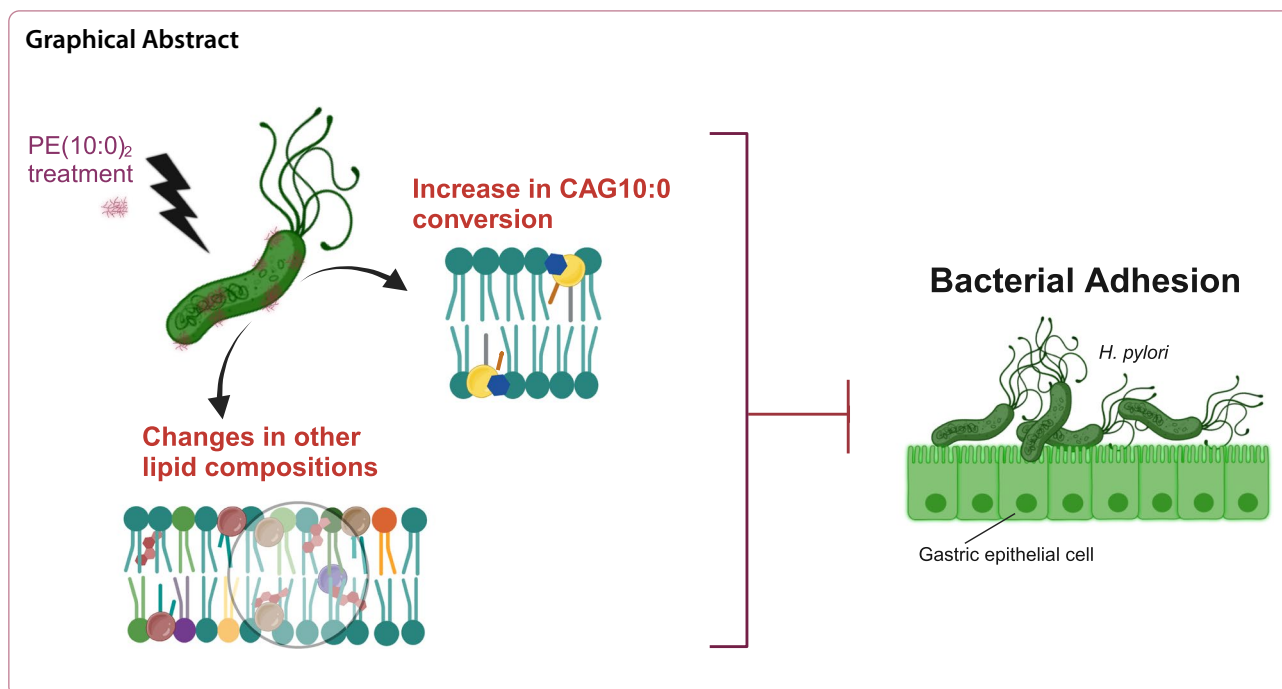 Graphical Abstract
PE(10:0)₂
treatment
Increase in CAG10:0
conversion
Changes in other
lipid compositions
Bacterial Adhesion
H. pylori
Gastric epithelial cell